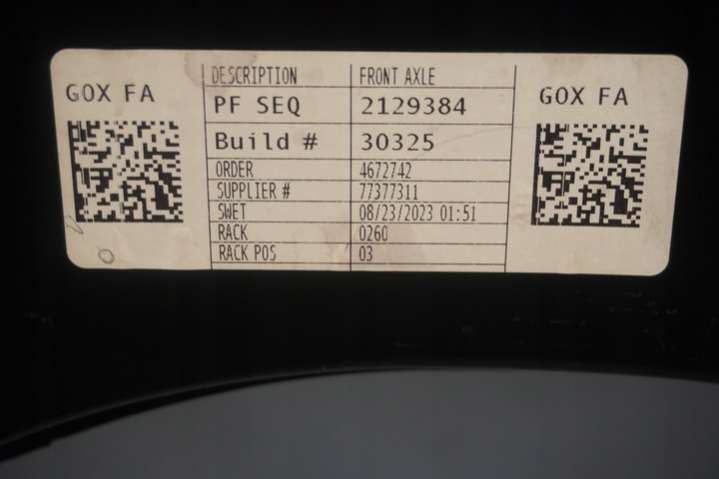 GOX FA
DESCRIPTION FRONT AXLE
PF SEQ 2129384
Build # 30325
ORDER 4672742
SUPPLIER # 77377311
SWET 08/23/2023 01:51
RACK 0260
RACK POS 03
GOX FA